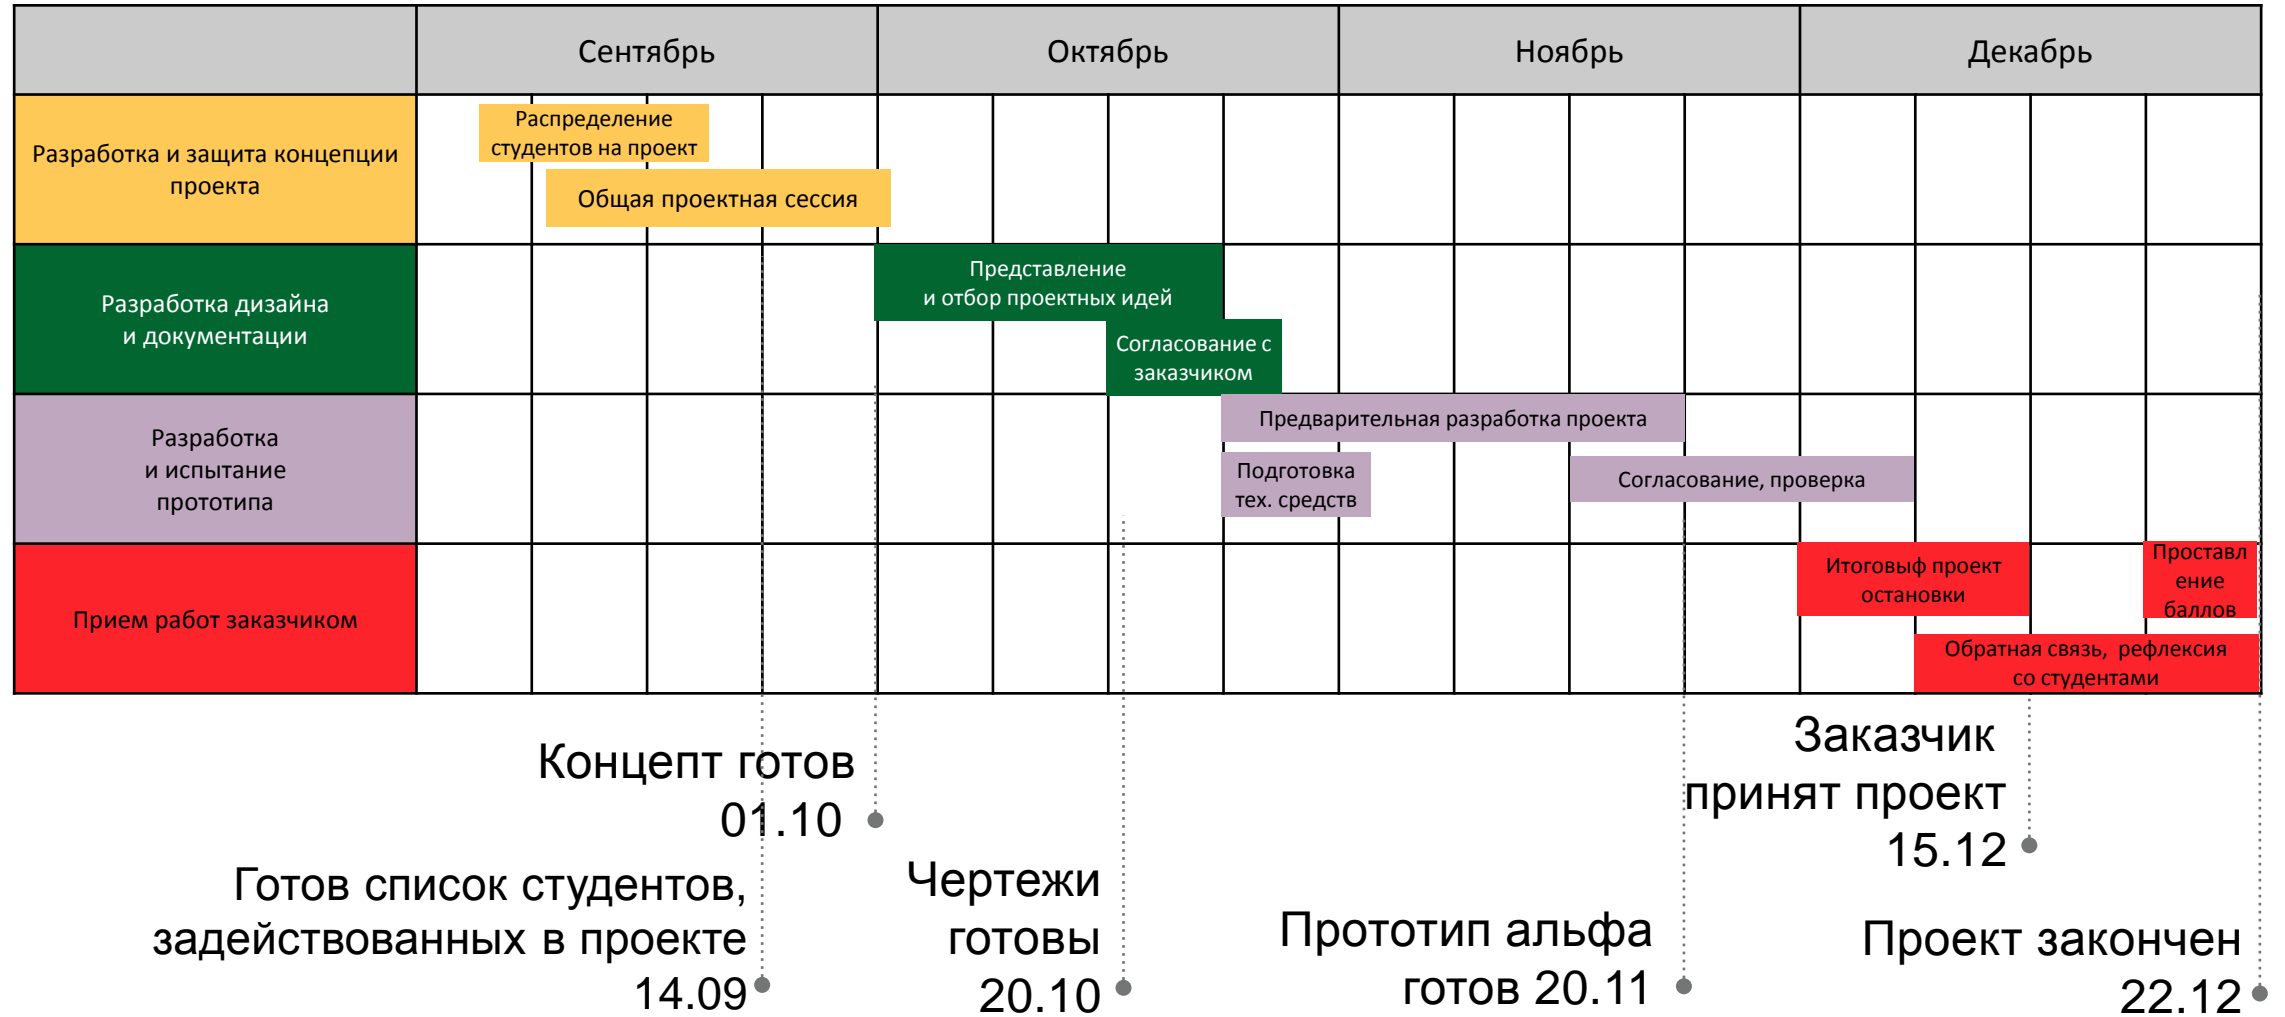 Сентябрь
Октябрь
Ноябрь
Декабрь
Разработка и защита концепции
проекта
Распределение
студентов на проект
Общая проектная сессия
Разработка дизайна
и документации
Представление
и отбор проектных идей
Согласование с
заказчиком
Разработка
и испытание
прототипа
Предварительная разработка проекта
Подготовка
тех. средств
Согласование, проверка
Прием работ заказчиком
Итоговыф проект
остановки
Проставл
ение
баллов
Обратная связь, рефлексия
со студентами
Концепт готов
01.10
Заказчик
принят проект
15.12
Готов список студентов,
задействованных в проекте
14.09
Чертежи
готовы
20.10
Прототип альфа
готов 20.11
Проект закончен
22.12